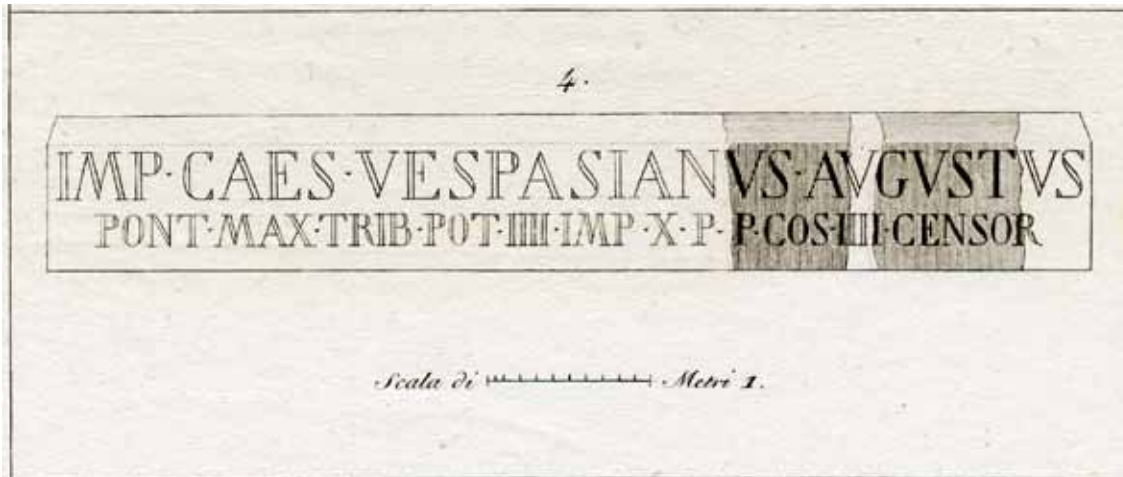 4.
IMP·CAES·VESPASIANVS·AVGVSTVS
PONT·MAX·TRIB·POT·IIII·IMP·X·P·P·COS·IIII·CENSOR
Scala di Metri 1.